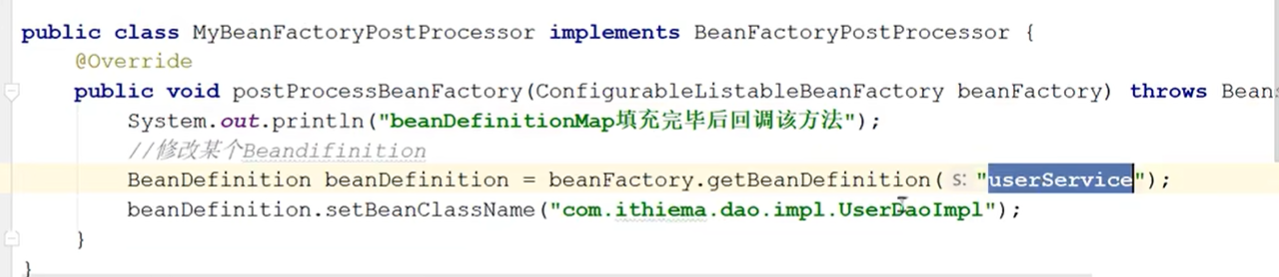 public class MyBeanFactoryPostProcessor implements BeanFactoryPostProcessor {
@Override
public void postProcessBeanFactory(ConfigurableListableBeanFactory beanFactory) throws Beans
System.out.println("beanDefinitionMap填充完毕后回调该方法");
//修改某个Beandifinition
BeanDefinition beanDefinition = beanFactory.getBeanDefinition( s: "userService");
beanDefinition.setBeanClassName("com.ithiema.dao.impl.UserDaoImpl");
}
}